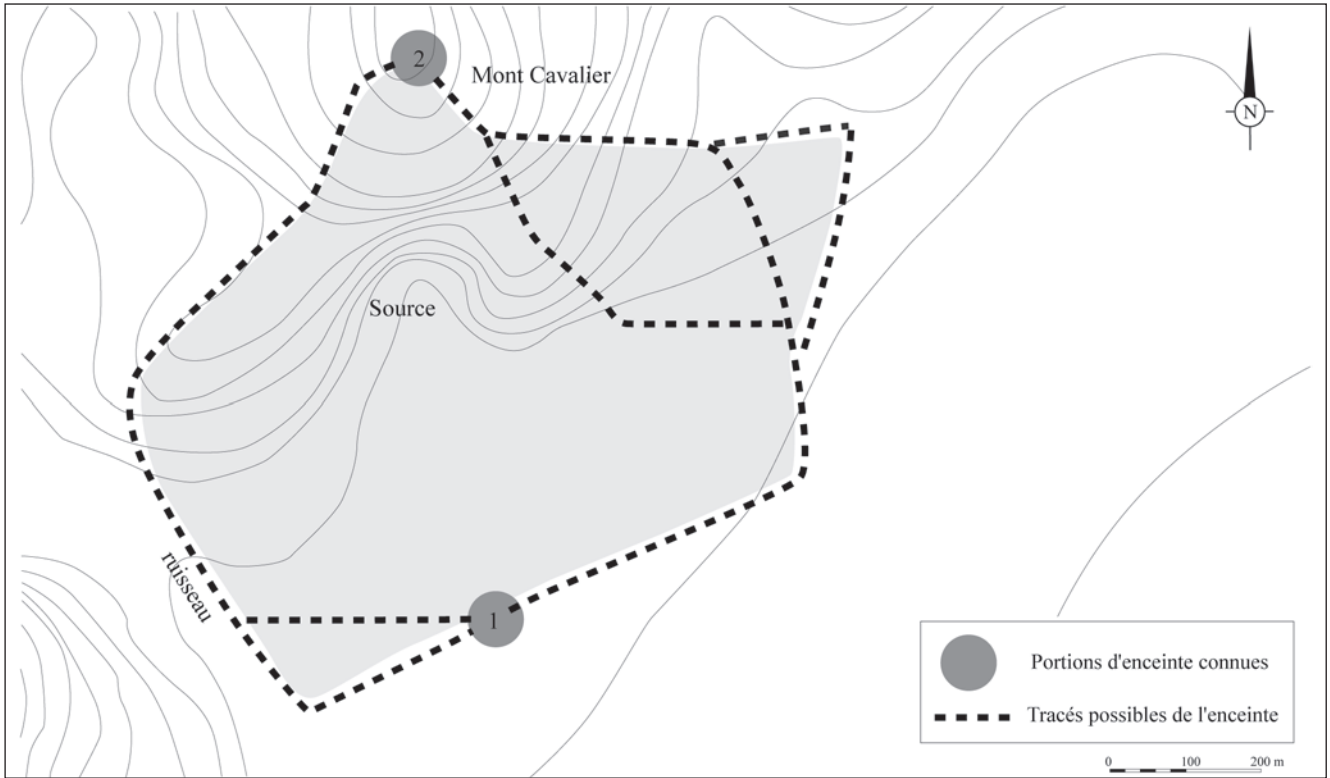 2
Mont Cavalier
N
Source
ruisseau
1
Portions d'enceinte connues
Tracés possibles de l'enceinte
0 100 200 m